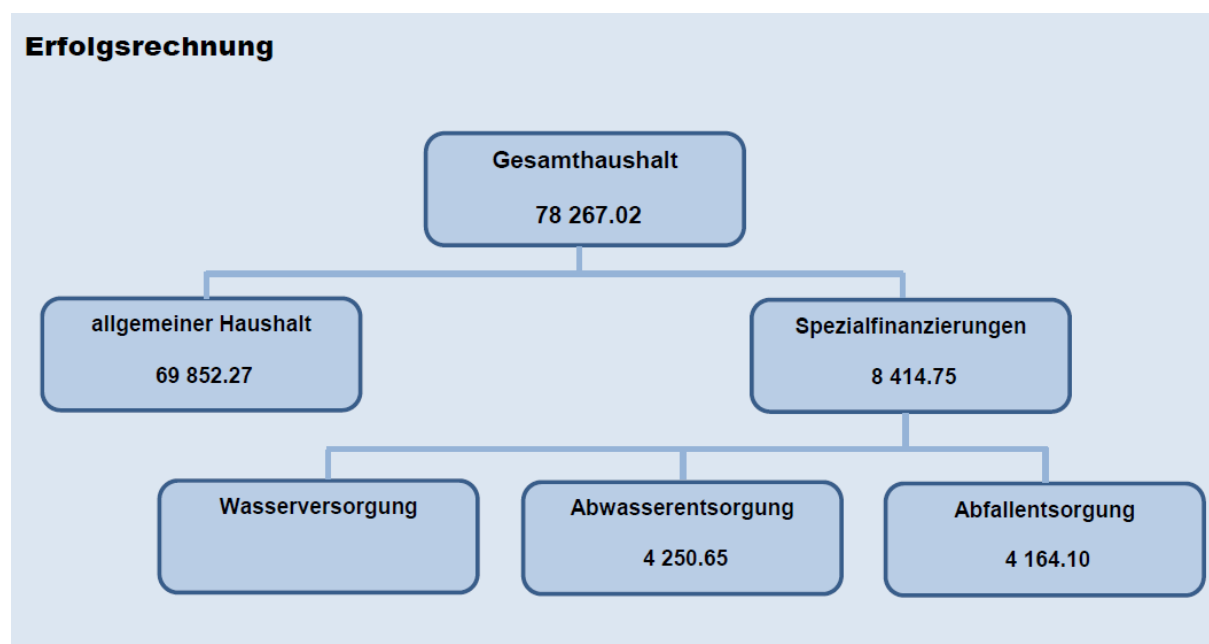 Erfolgsrechnung
Gesamthaushalt
78 267.02
allgemeiner Haushalt
69 852.27
Spezialfinanzierungen
8 414.75
Wasserversorgung
Abwasserentsorgung
4 250.65
Abfallentsorgung
4 164.10